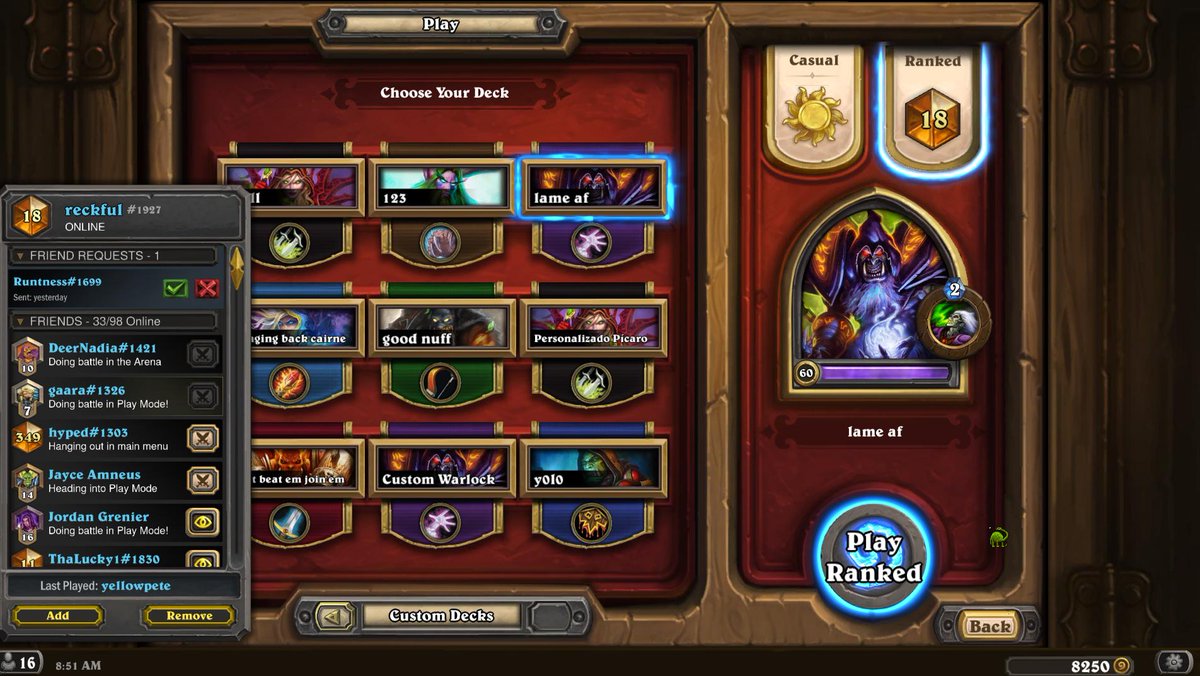 Play
Choose Your Deck
123
lame af
good nuff
Personalizado Pícaro
Custom Warlock
yolo
Custom Decks
18
reckful #1927
ONLINE
FRIEND REQUESTS - 1
Runtness#1699
Sent: yesterday
FRIENDS - 33/98 Online
DeerNadia#1421
10
Doing battle in the Arena
gaara#1326
7
Doing battle in Play Mode!
349
hyped#1303
Hanging out in main menu
Jayce Amneus
14
Heading into Play Mode
Jordan Grenier
16
Doing battle in Play Mode!
ThaLucky1#1830
Last Played: yellowpete
Add
Remove
16
8:51 AM
Casual
Ranked
18
2
60
lame af
Play
Ranked
Back
8250